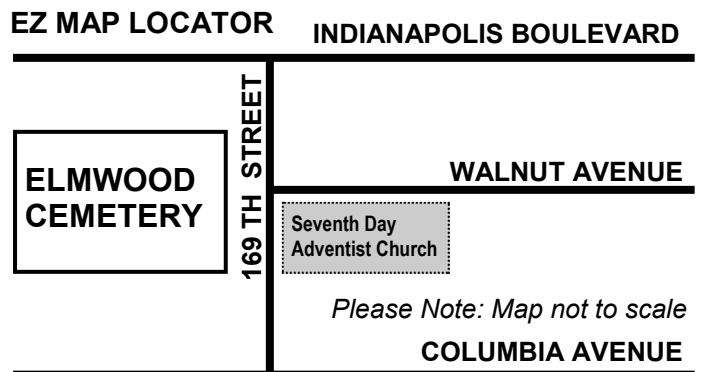 EZ MAP LOCATOR
INDIANAPOLIS BOULEVARD
169 TH STREET
ELMWOOD
CEMETERY
WALNUT AVENUE
Seventh Day
Adventist Church
Please Note: Map not to scale
COLUMBIA AVENUE